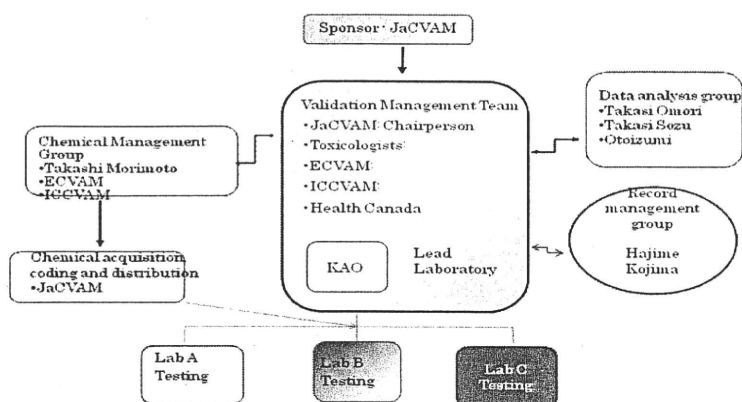 Sponsor · JaCVAM
Validation Management Team
•JaCVAM: Chairperson
•Toxicologists:
•ECVAM:
•ICCVAM:
•Health Canada
KAO
Lead
Laboratory
Chemical Management
Group
•Takashi Morimoto
•ECVAM
•ICCVAM
Chemical acquisition
coding and distribution
•JaCVAM
Data analysis group
•Takasi Omori
•Takasi Sozu
•Otoizumi
Record
management
group
Hajime
Kojima
Lab A
Testing
Lab B
Testing
Lab C
Testing